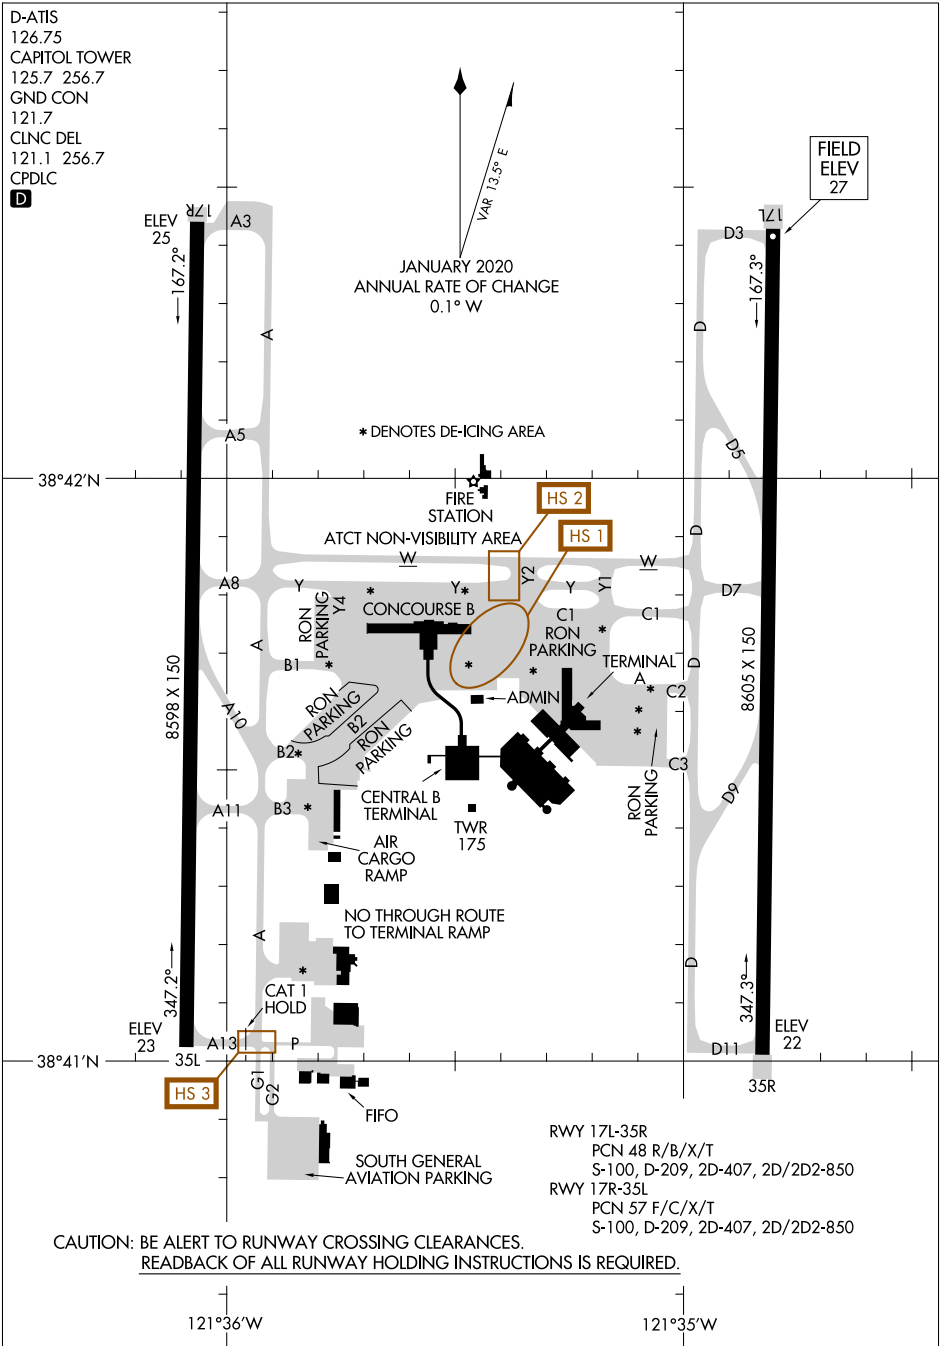 D-ATIS
126.75
CAPITOL TOWER
125.7 256.7
GND CON
121.7
CLNC DEL
121.1 256.7
CPDLC
D
VAR 13.5° E
JANUARY 2020
ANNUAL RATE OF CHANGE
0.1° W
FIELD
ELEV
27
17R
A3
ELEV
25
167.2°
17L
D3
167.3°
A
D
* DENOTES DE-ICING AREA
A5
D5
38°42'N
FIRE
STATION
HS 2
HS 1
ATCT NON-VISIBILITY AREA
W
W
D
A8
Y
Y
Y2
Y
Y1
D7
Y4
RON
PARKING
CONCOURSE B
C1
C1
RON
PARKING
A
B1
TERMINAL
A
D
C2
8598 X 150
8605 X 150
A10
RON
PARKING
B2
RON
PARKING
ADMIN
B2
C3
RON
PARKING
D9
A11
B3
CENTRAL B
TERMINAL
TWR
175
AIR
CARGO
RAMP
NO THROUGH ROUTE
TO TERMINAL RAMP
A
D
347.2°
347.3°
CAT 1
HOLD
ELEV
23
A13
P
ELEV
22
D11
38°41'N
35L
35R
G1
G2
HS 3
FIFO
SOUTH GENERAL
AVIATION PARKING
RWY 17L-35R
PCN 48 R/B/X/T
S-100, D-209, 2D-407, 2D/2D2-850
RWY 17R-35L
PCN 57 F/C/X/T
S-100, D-209, 2D-407, 2D/2D2-850
CAUTION: BE ALERT TO RUNWAY CROSSING CLEARANCES.
READBACK OF ALL RUNWAY HOLDING INSTRUCTIONS IS REQUIRED.
121°36'W
121°35'W